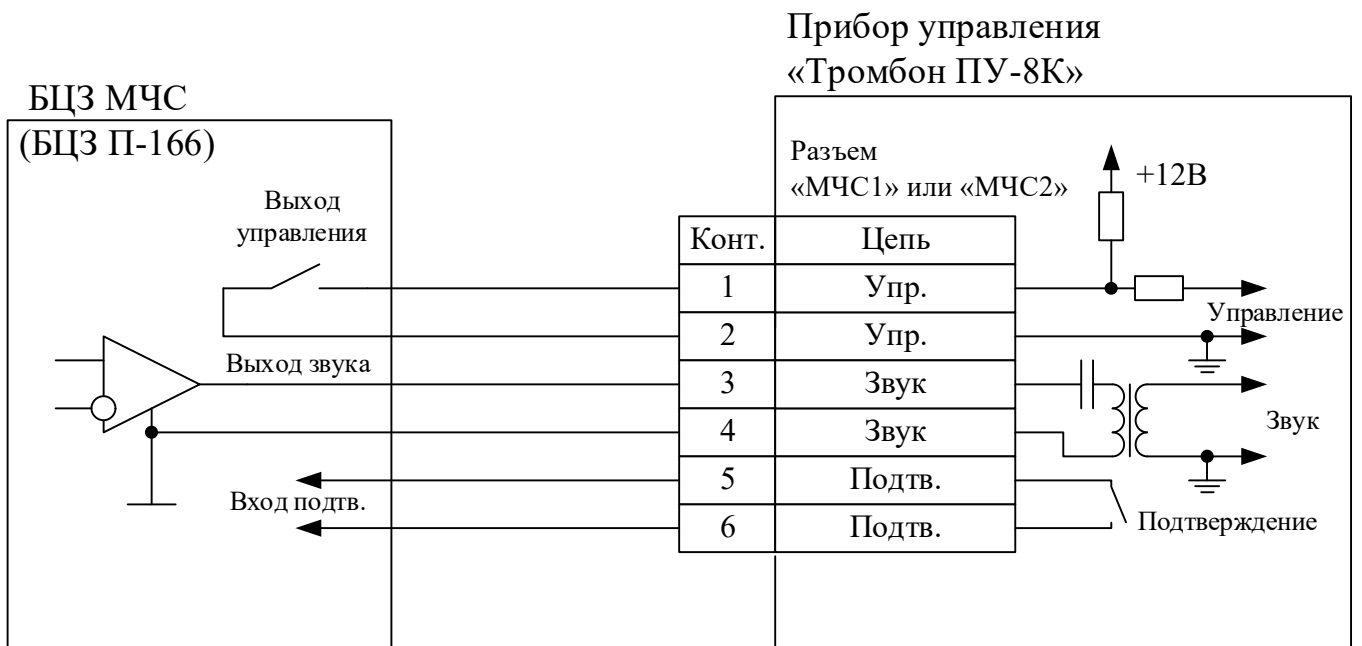 Прибор управления
«Тромбон ПУ-8К»
БЦЗ МЧС
(БЦЗ П-166)
Разъем
«МЧС1» или «МЧС2»
+12В
Выход
управления
Конт. Цепь
1 Упр.
Управление
2 Упр.
Выход звука
3 Звук
Звук
4 Звук
5 Подтв.
Вход подтв.
6 Подтв.
Подтверждение